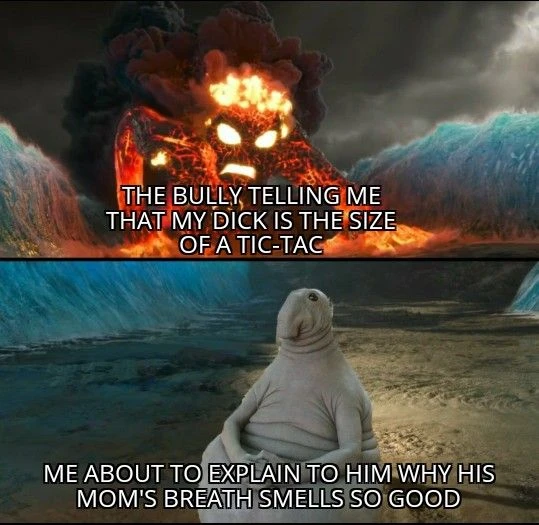 THE BULLY TELLING ME
THAT MY DICK IS THE SIZE
OF A TIC-TAC
ME ABOUT TO EXPLAIN TO HIM WHY HIS
MOM'S BREATH SMELLS SO GOOD